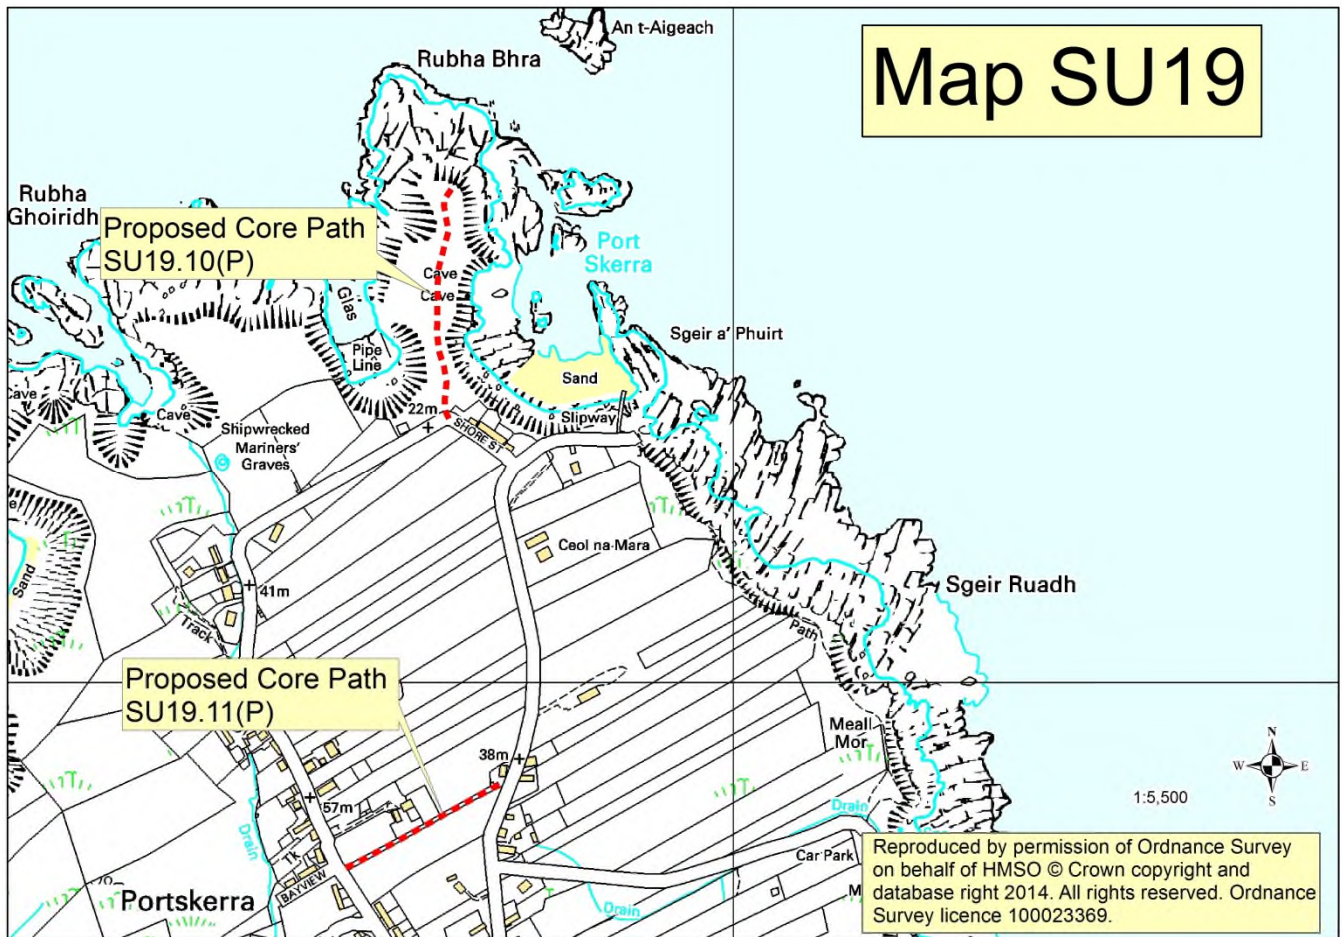 An t-Aigeach
Rubha Bhra
Map SU19
Rubha
Ghoiridh
Proposed Core Path
SU19.10(P)
Port
Skerra
Cave
Cave
Glas
Sgeir a' Phuirt
Pipe
Line
Sand
Cave
22m
Slipway
SHORE ST
Shipwrecked
Mariners'
Graves
Ceol na Mara
Sand
41m
Sgeir Ruadh
Track
Path
Proposed Core Path
SU19.11(P)
Meall
Mor
38m
N
W
E
S
57m
1:5,500
Drain
Drain
Tk
Car Park
BAYVIEW
Portskerra
Drain
Reproduced by permission of Ordnance Survey
on behalf of HMSO © Crown copyright and
database right 2014. All rights reserved. Ordnance
Survey licence 100023369.